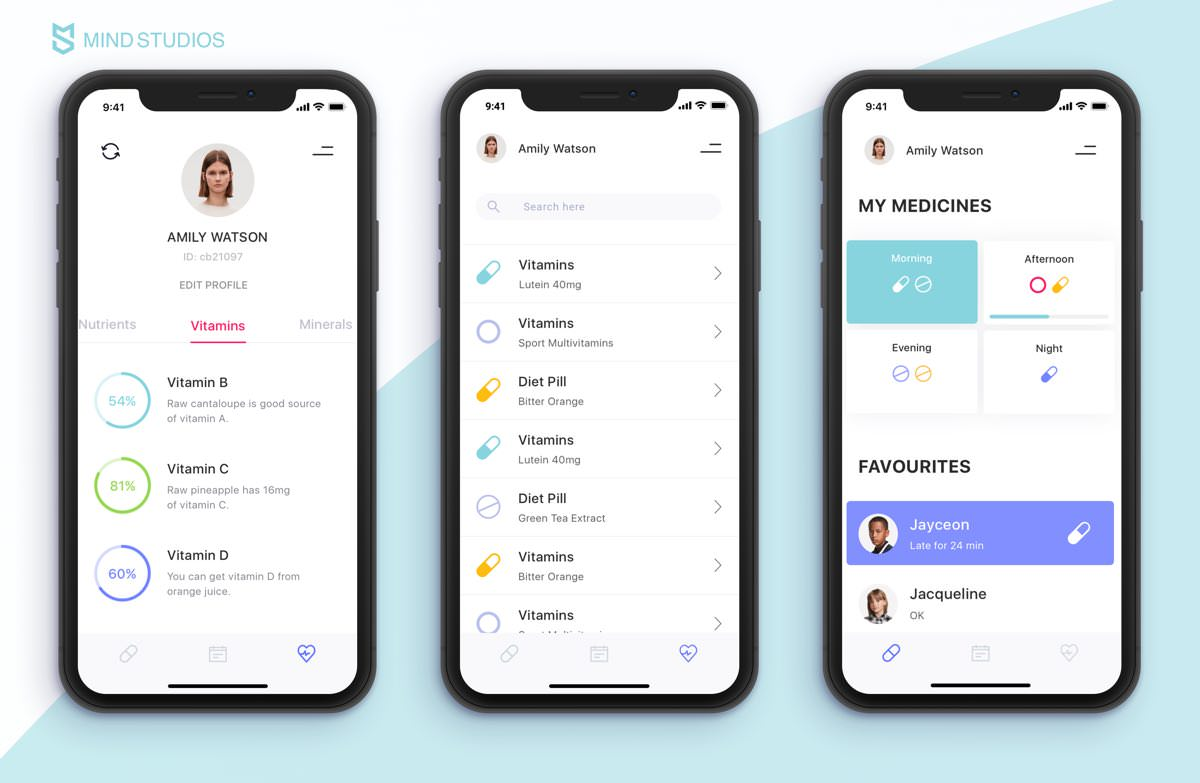 MIND STUDIOS
9:41
AMILY WATSON
ID: cb21097
EDIT PROFILE
Nutrients Vitamins Minerals
54%
Vitamin B
Raw cantaloupe is good source
of vitamin A.
81%
Vitamin C
Raw pineapple has 16mg
of vitamin C.
60%
Vitamin D
You can get vitamin D from
orange juice.
9:41
Amily Watson
Search here
Vitamins
Lutein 40mg
Vitamins
Sport Multivitamins
Diet Pill
Bitter Orange
Vitamins
Lutein 40mg
Diet Pill
Green Tea Extract
Vitamins
Bitter Orange
Vitamins
9:41
Amily Watson
MY MEDICINES
Morning
Afternoon
Evening
Night
FAVOURITES
Jayceon
Late for 24 min
Jacqueline
OK